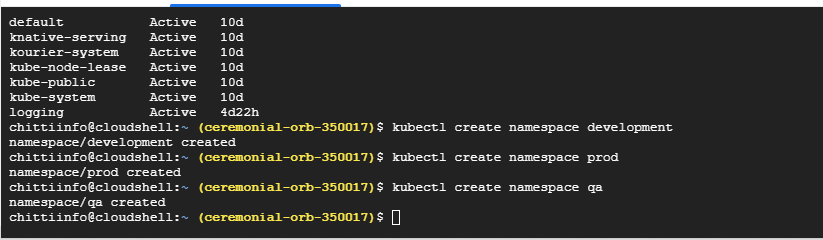 default Active 10d
knative-serving Active 10d
kourier-system Active 10d
kube-node-lease Active 10d
kube-public Active 10d
kube-system Active 10d
logging Active 4d22h
chittiinfo@cloudshell:~ (ceremonial-orb-350017)$ kubectl create namespace development
namespace/development created
chittiinfo@cloudshell:~ (ceremonial-orb-350017)$ kubectl create namespace prod
namespace/prod created
chittiinfo@cloudshell:~ (ceremonial-orb-350017)$ kubectl create namespace qa
namespace/qa created
chittiinfo@cloudshell:~ (ceremonial-orb-350017)$